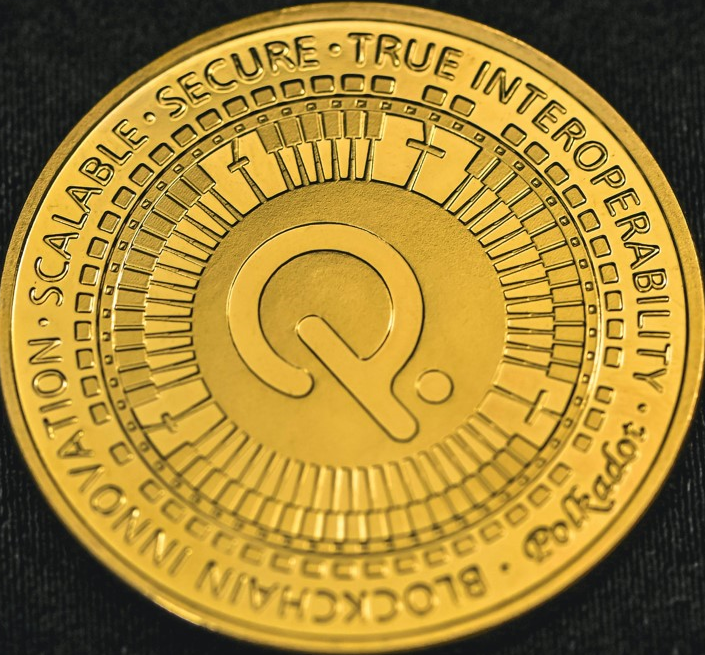 SCALABLE · SECURE · TRUE INTEROPERABILITY · Polkadot · BLOCKCHAIN INNOVATION ·